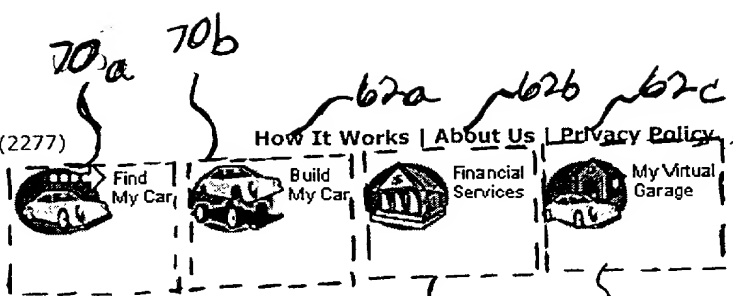 70a 70b
62a 62b 62c
(2277) How It Works | About Us | Privacy Policy
Find My Car
Build My Car
Financial Services
My Virtual Garage
$